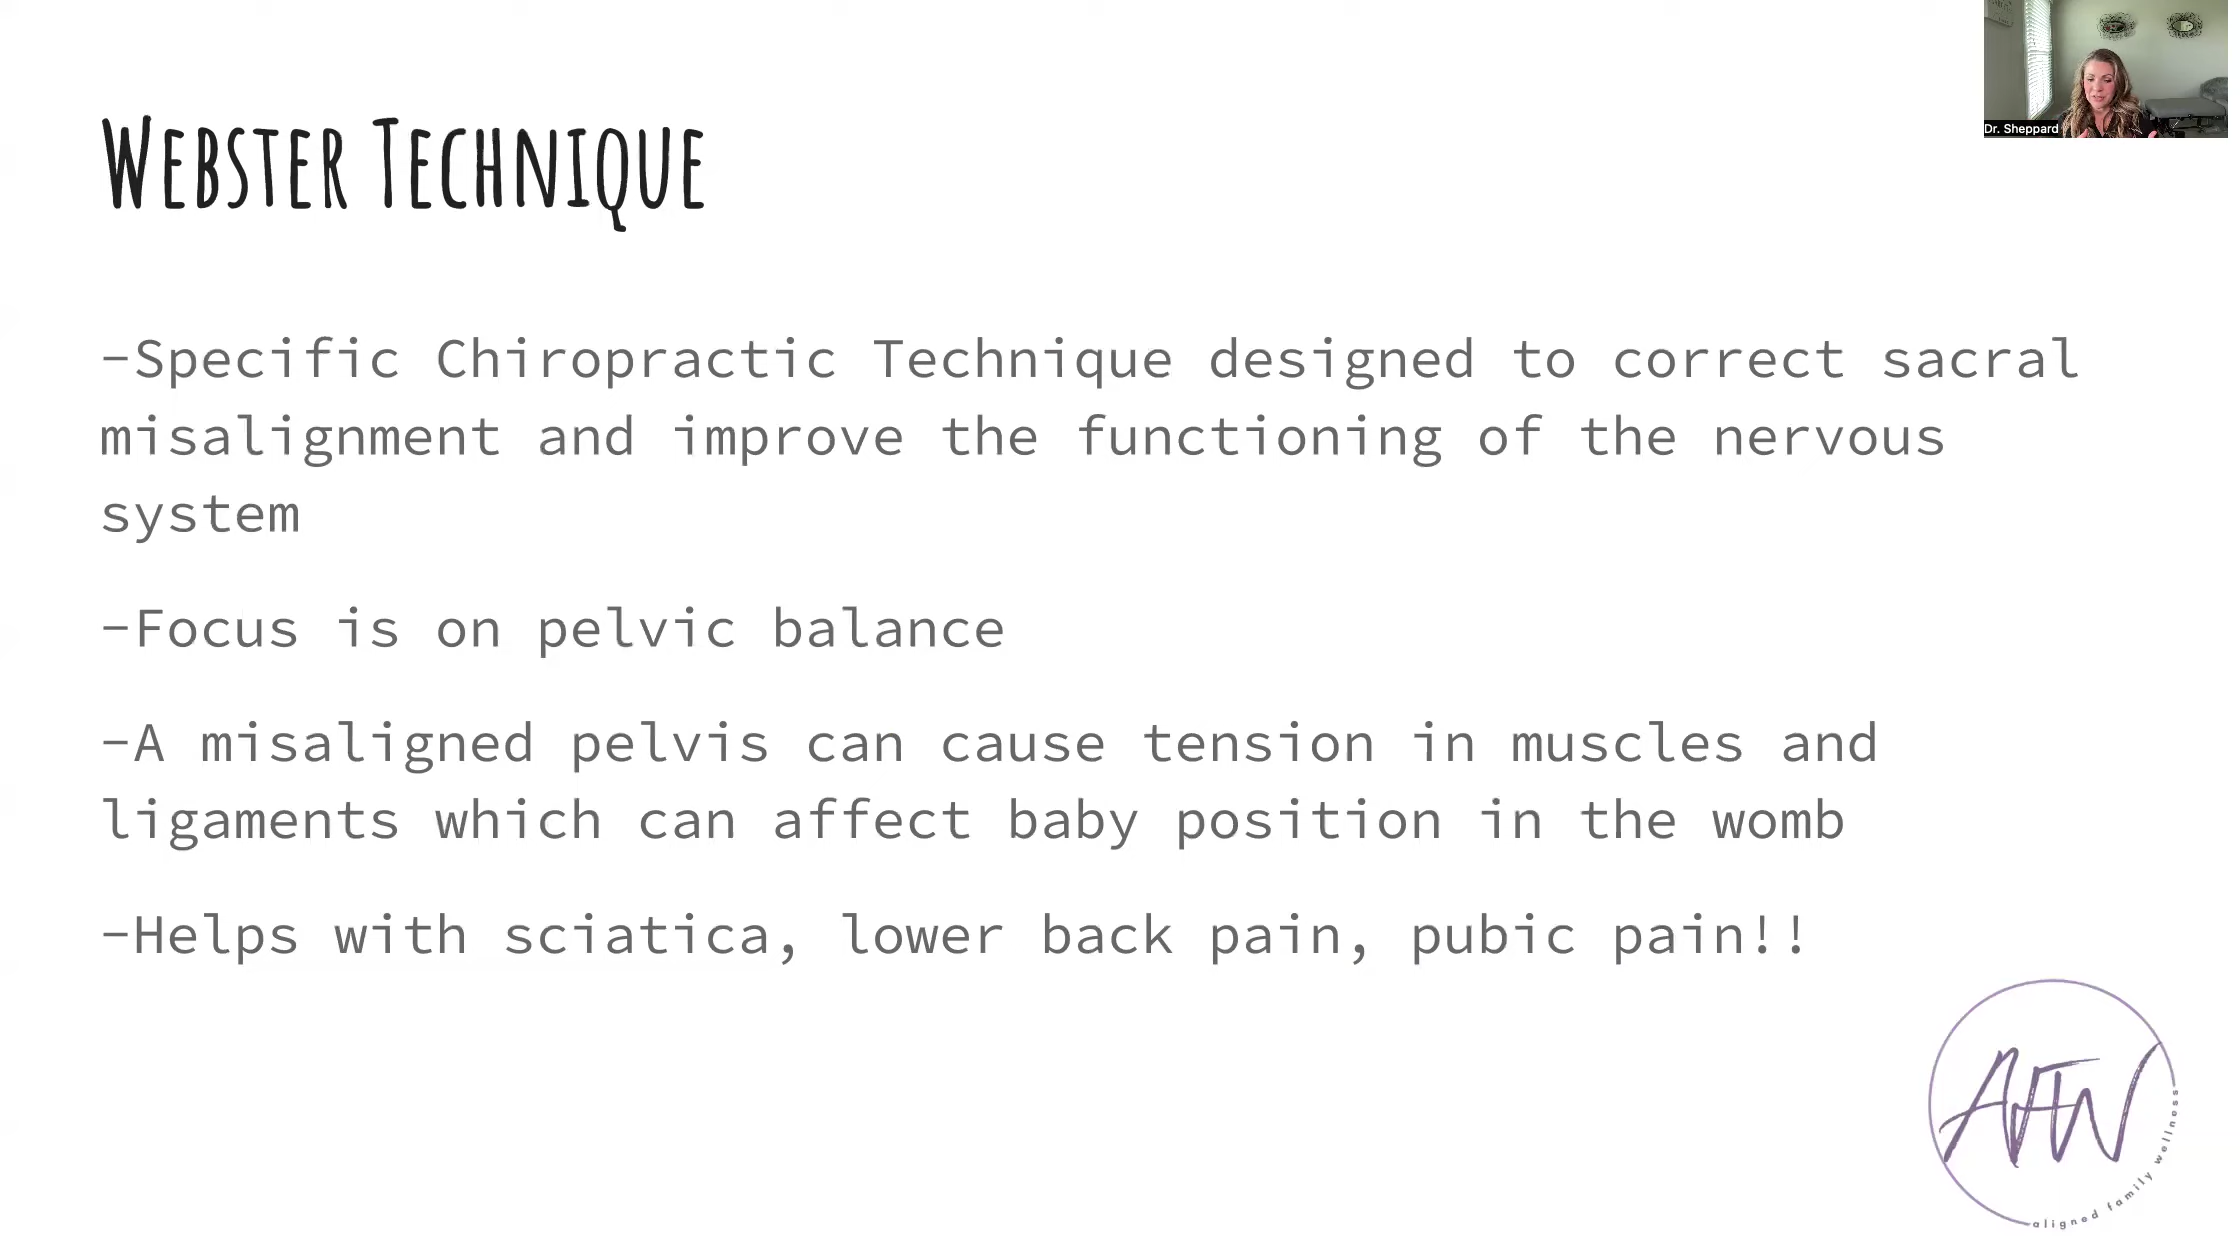 Dr. Sheppard
WEBSTER TECHNIQUE
-Specific Chiropractic Technique designed to correct sacral
misalignment and improve the functioning of the nervous
system
-Focus is on pelvic balance
-A misaligned pelvis can cause tension in muscles and
ligaments which can affect baby position in the womb
-Helps with sciatica, lower back pain, pubic pain!!
AFW
aligned family wellness